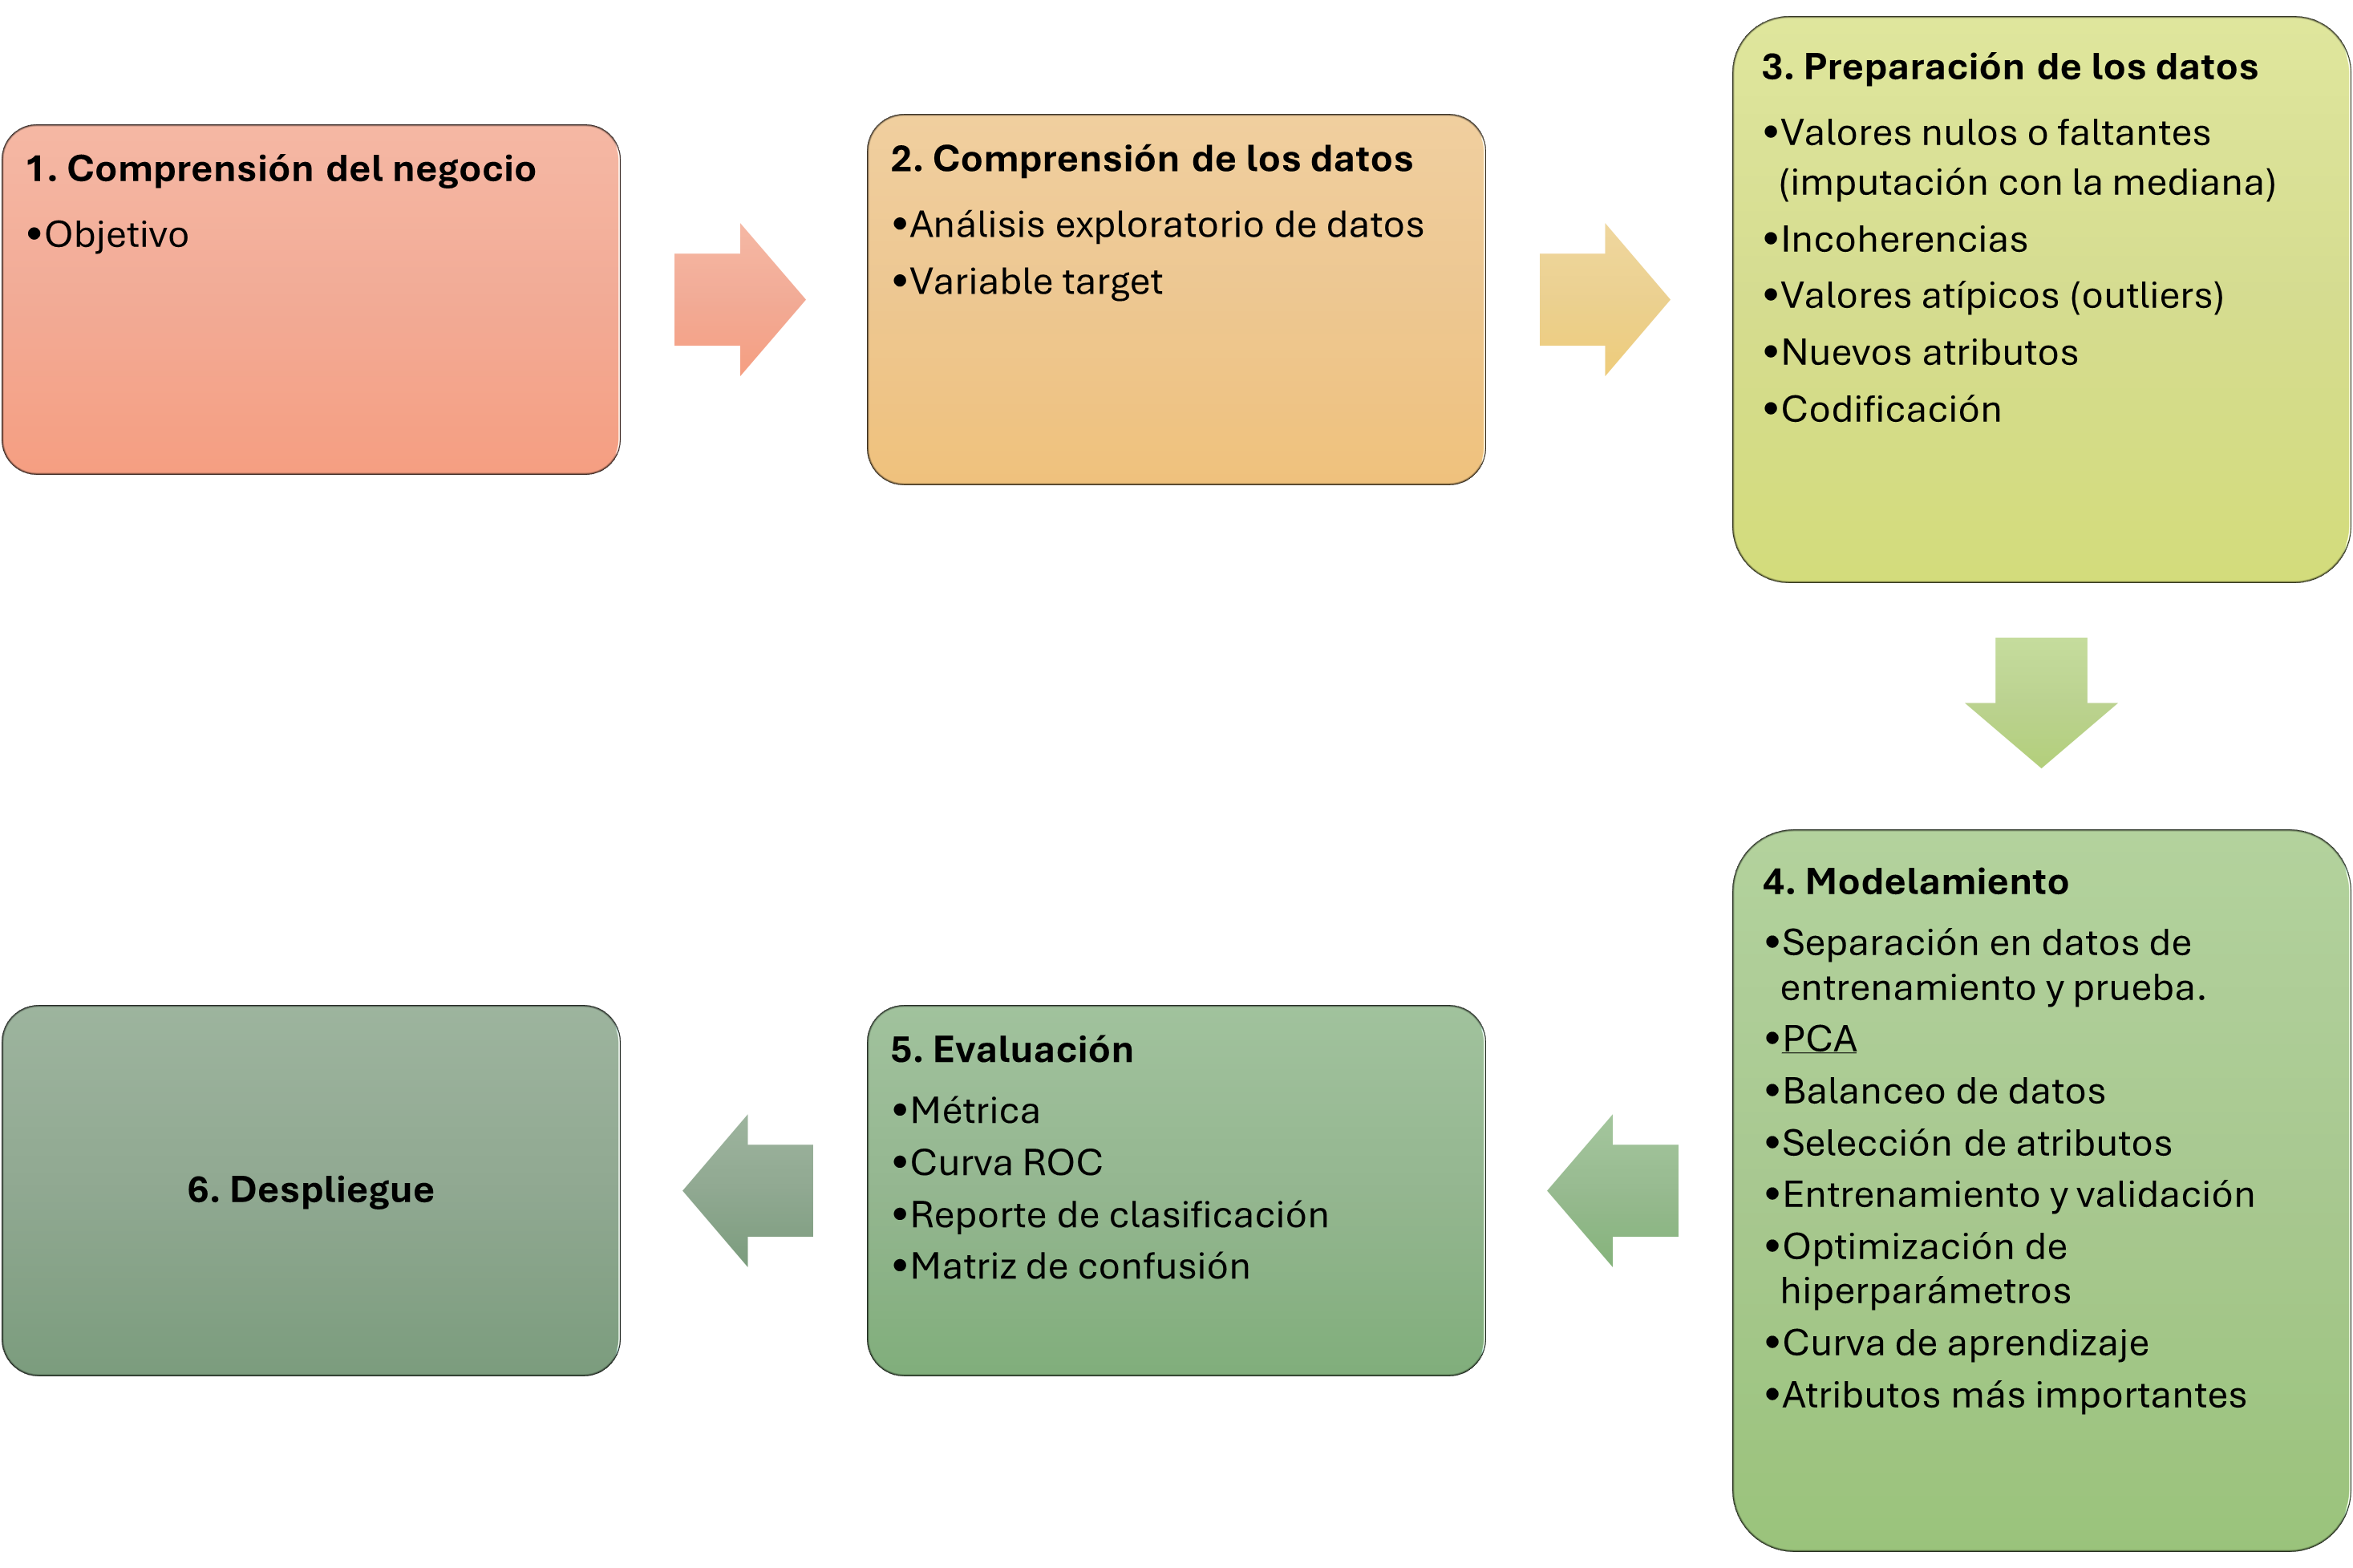 1. Comprensión del negocio
•Objetivo
2. Comprensión de los datos
•Análisis exploratorio de datos
•Variable target
3. Preparación de los datos
•Valores nulos o faltantes
(imputación con la mediana)
•Incoherencias
•Valores atípicos (outliers)
•Nuevos atributos
•Codificación
4. Modelamiento
•Separación en datos de
entrenamiento y prueba.
•PCA
•Balanceo de datos
•Selección de atributos
•Entrenamiento y validación
•Optimización de
hiperparámetros
•Curva de aprendizaje
•Atributos más importantes
5. Evaluación
•Métrica
•Curva ROC
•Reporte de clasificación
•Matriz de confusión
6. Despliegue